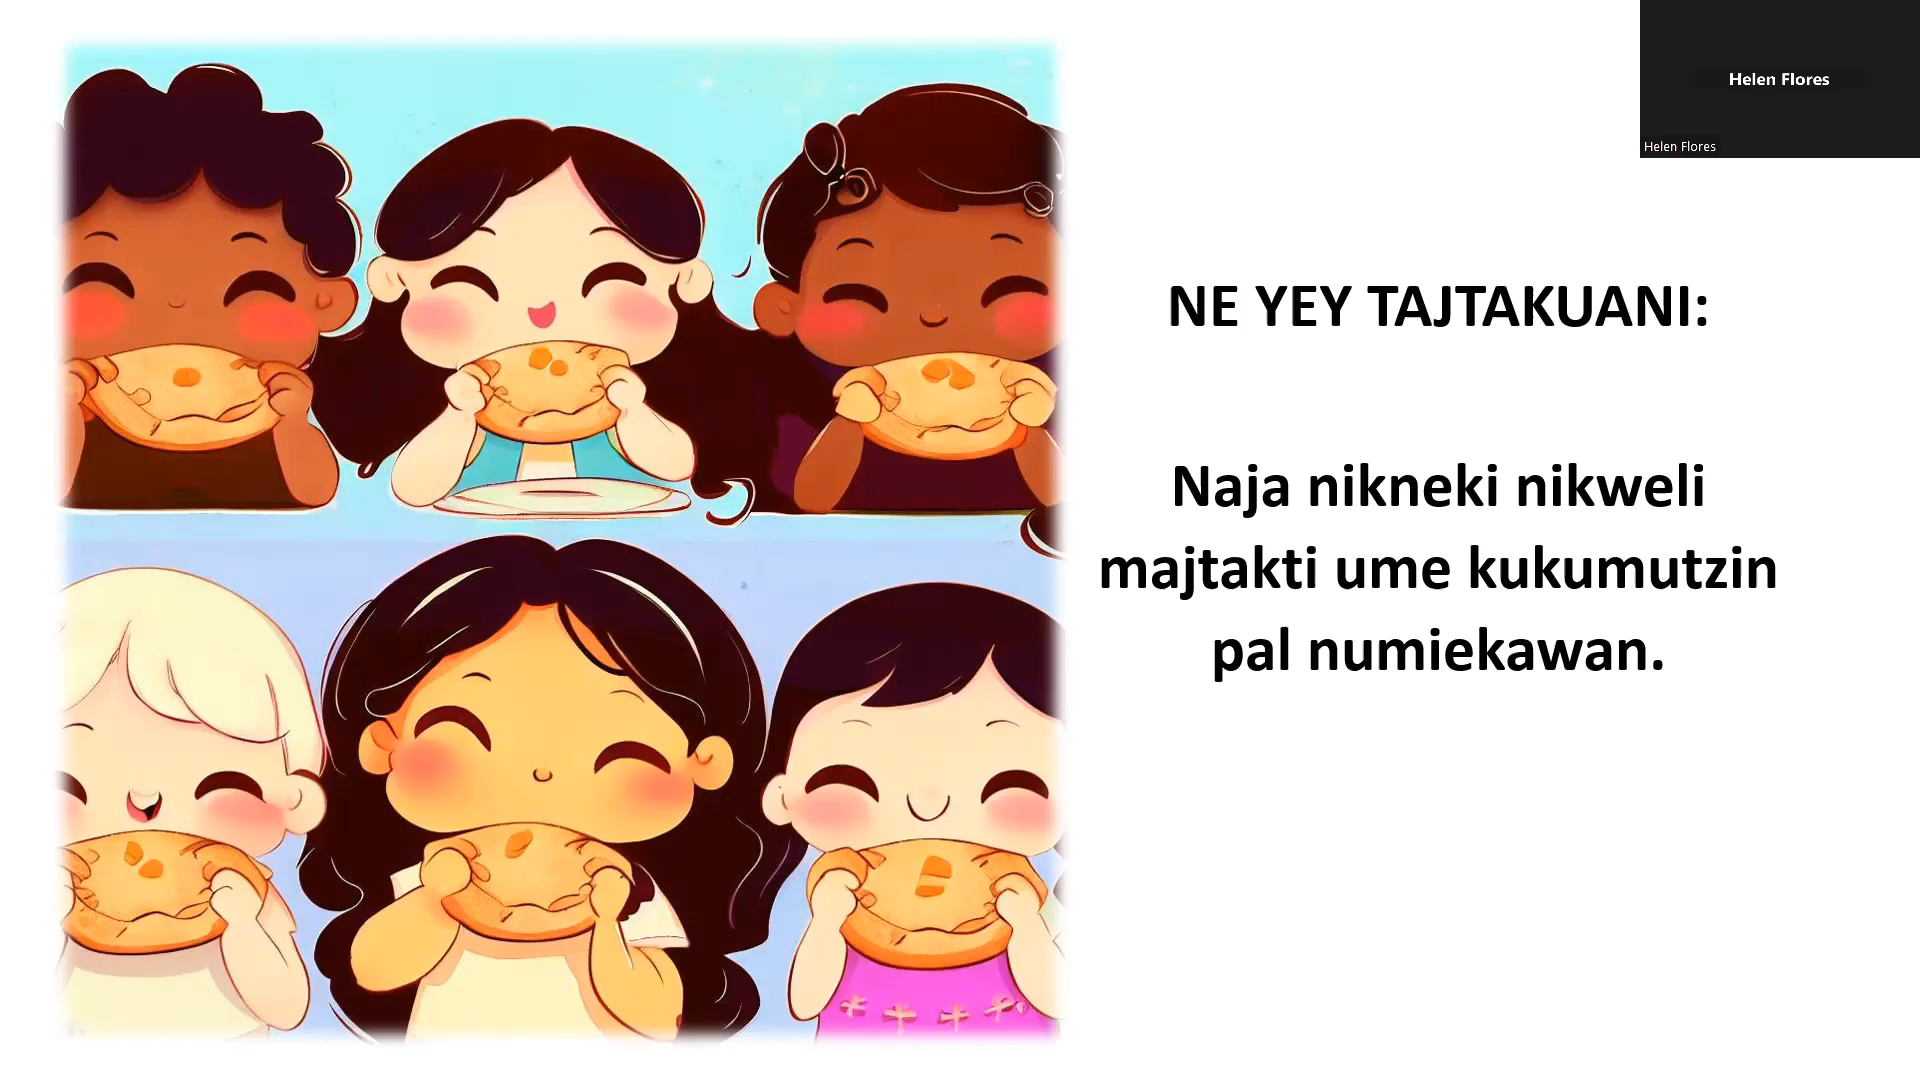 Helen Flores
Helen Flores
NE YEY TAJTAKUANI:
Naja nikneki nikweli
majtakti ume kukumutzin
pal numiekawan.